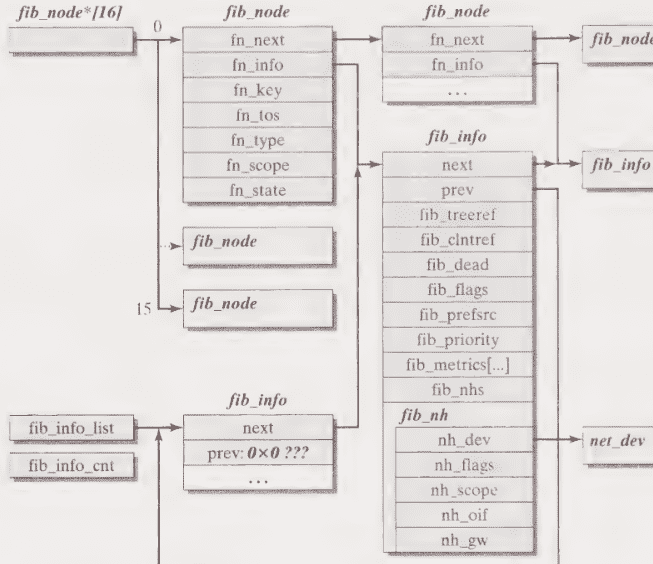 fib_node*[16]
0
15
fib_node
fn_next
fn_info
fn_key
fn_tos
fn_type
fn_scope
fn_state
fib_node
fib_node
fib_node
fn_next
fn_info
...
fib_node
fib_info
next
prev
fib_treeref
fib_clntref
fib_dead
fib_flags
fib_prefsrc
fib_priority
fib_metrics[...]
fib_nhs
fib_nh
nh_dev
nh_flags
nh_scope
nh_oif
nh_gw
fib_info
net_dev
fib_info_list
fib_info_cnt
fib_info
next
prev: 0×0 ???
...